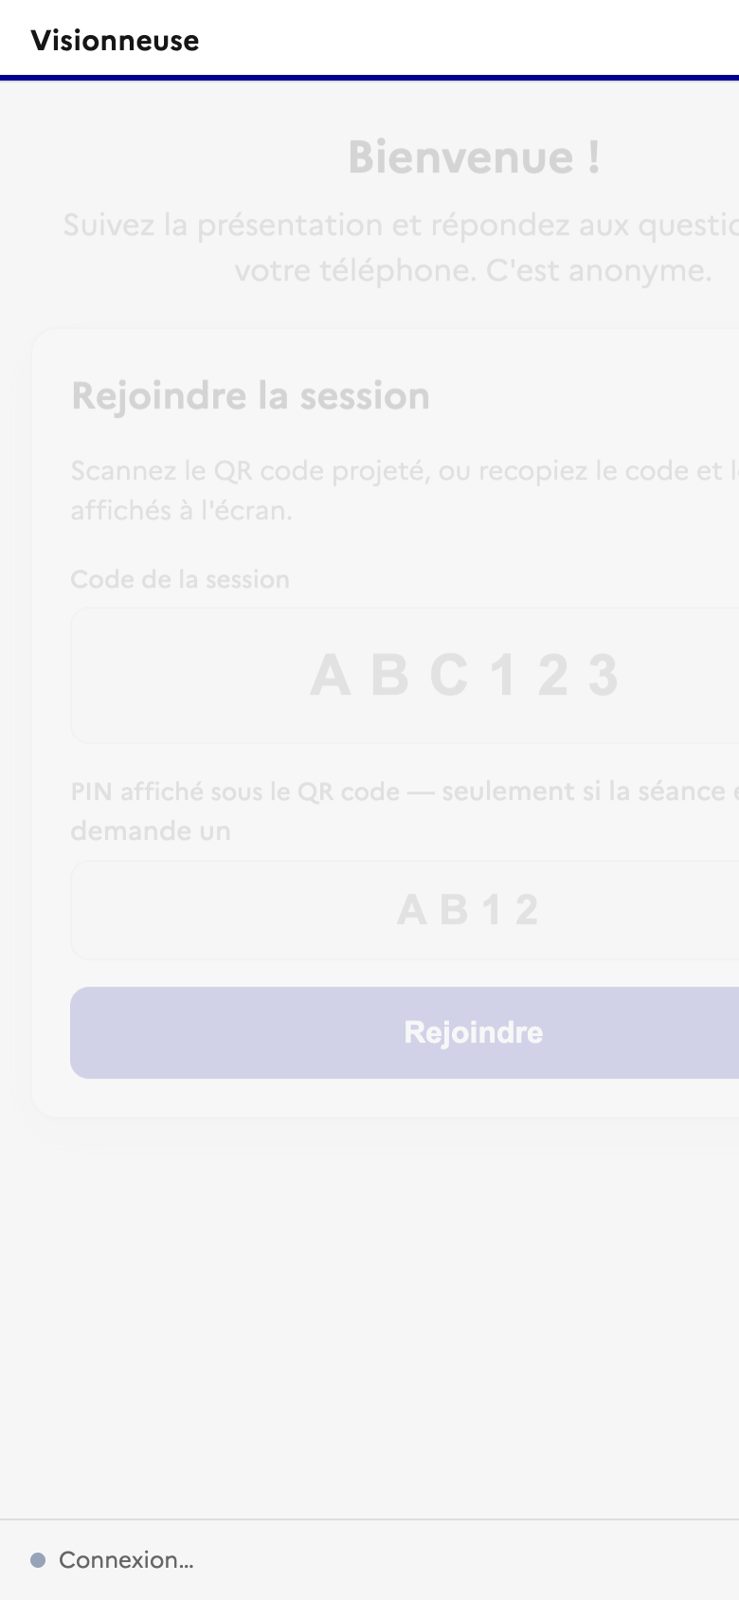 Visionneuse
Bienvenue !
Suivez la présentation et répondez aux
votre téléphone. C'est anonyme.
Rejoindre la session
Scannez le QR code projeté, ou recopiez le code et
affichés à l'écran.
Code de la session
A B C 1 2 3
PIN affiché sous le QR code — seulement si la séance
demande un
A B 1 2
Rejoindre
Connexion...